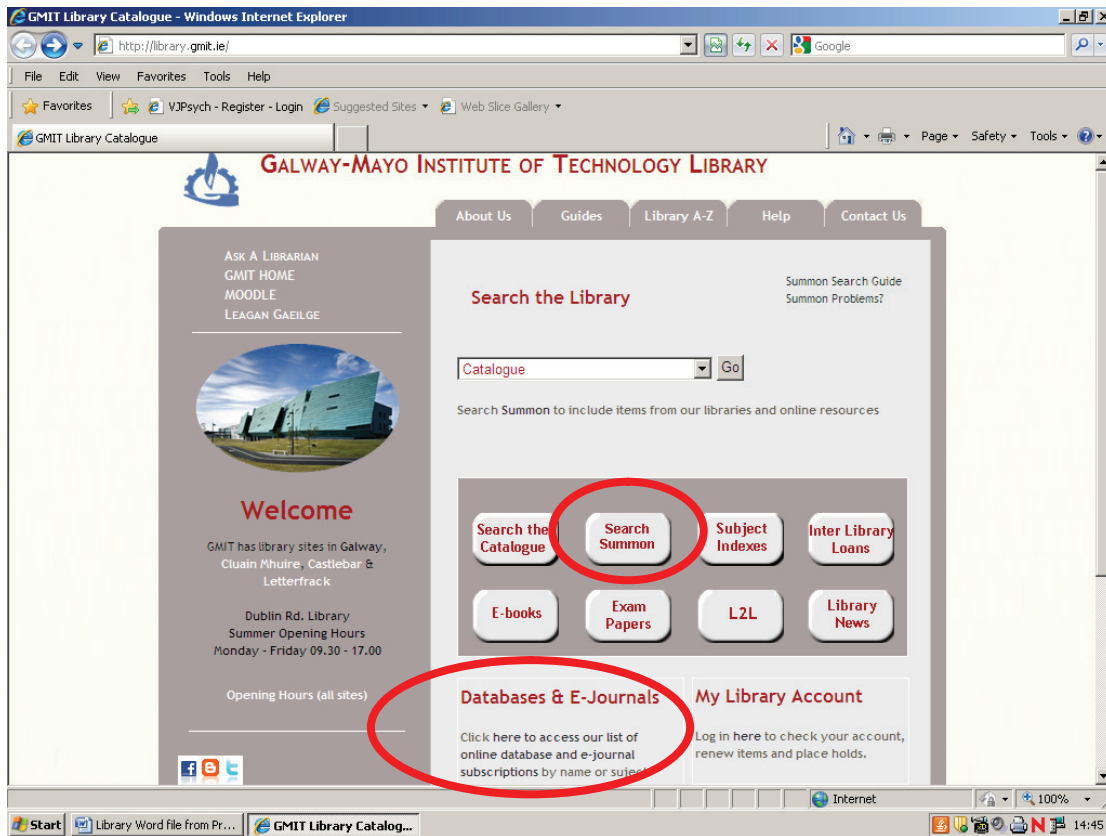 GMIT Library Catalogue - Windows Internet Explorer
http://library.gmit.ie/
Google
File Edit View Favorites Tools Help
Favorites VJPsych - Register - Login Suggested Sites Web Slice Gallery
GMIT Library Catalogue
Page Safety Tools
GALWAY-MAYO INSTITUTE OF TECHNOLOGY LIBRARY
About Us Guides Library A-Z Help Contact Us
ASK A LIBRARIAN
GMIT HOME
MOODLE
LEAGAN GAEILGE
Summon Search Guide
Summon Problems?
Search the Library
Catalogue Go
Search Summon to include items from our libraries and online resources
Welcome
GMIT has library sites in Galway,
Cluain Mhuire, Castlebar &
Letterfrack
Dublin Rd. Library
Summer Opening Hours
Monday - Friday 09.30 - 17.00
Opening Hours (all sites)
Search the
Catalogue
Search
Summon
Subject
Indexes
Inter Library
Loans
E-books
Exam
Papers
L2L
Library
News
Databases & E-Journals
Click here to access our list of
online database and e-journal
subscriptions by name or
My Library Account
Log in here to check your account,
renew items and place holds.
Internet 100%
Start Library Word file from Pr... GMIT Library Catalog... 14:45